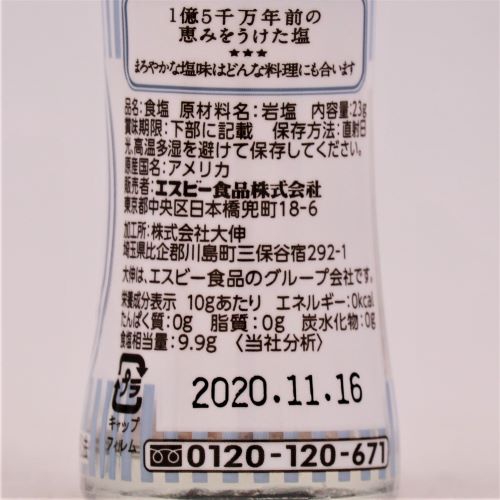 1億5千万年前の
恵みをうけた塩
★★★
まろやかな塩味はどんな料理にも合います
品名:食塩 原材料名:岩塩 内容量:23g
賞味期限:下部に記載 保存方法:直射日
光、高温多湿を避けて保存してください。
原産国名:アメリカ
販売者:エスビー食品株式会社
東京都中央区日本橋兜町18-6
加工所:株式会社大伸
埼玉県比企郡川島町三保谷宿292-1
大伸は、エスビー食品のグループ会社です。
栄養成分表示 10gあたり エネルギー:0kcal
たんぱく質:0g 脂質:0g 炭水化物:0g
食塩相当量:9.9g 〈当社分析〉
2020.11.16
プラ
キャップ
フィルム
0120-120-671